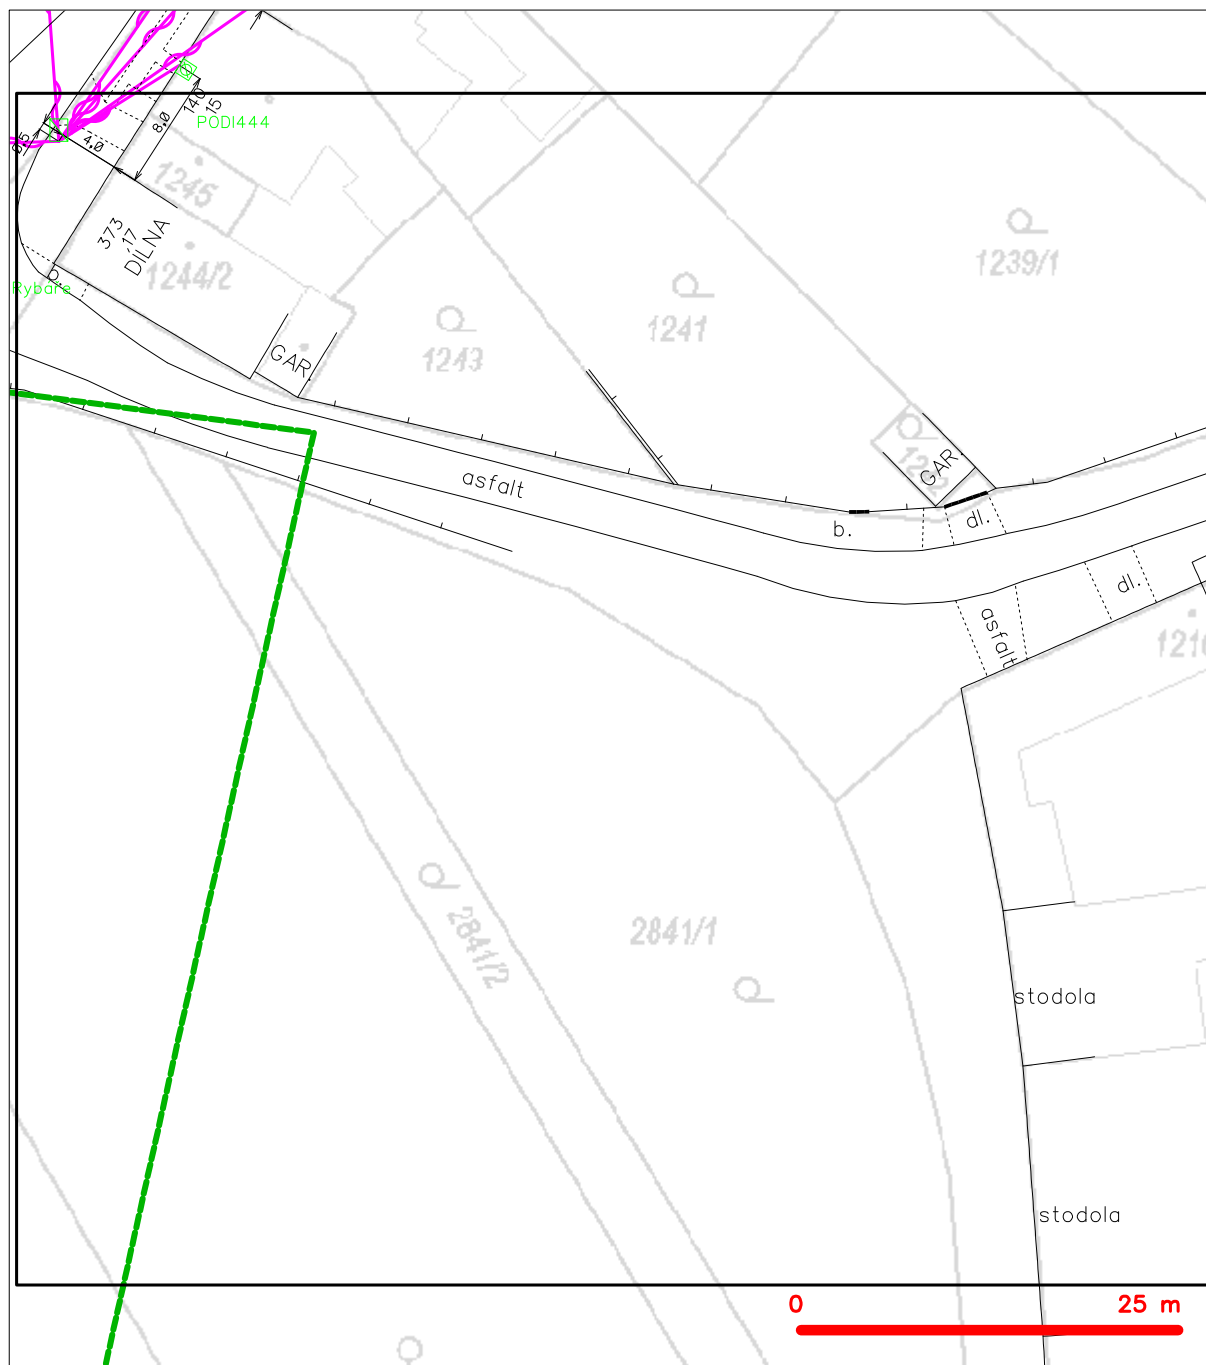 14.0
15
PODI444
8.0
4.0
1245
373
-17
DÍLNA
1244/2
Rybáře
GAR.
1243
1241
1239/1
GAR.
asfalt
b.
dl.
dl.
asfalt
2841/2
2841/1
stodola
stodola
0
25 m